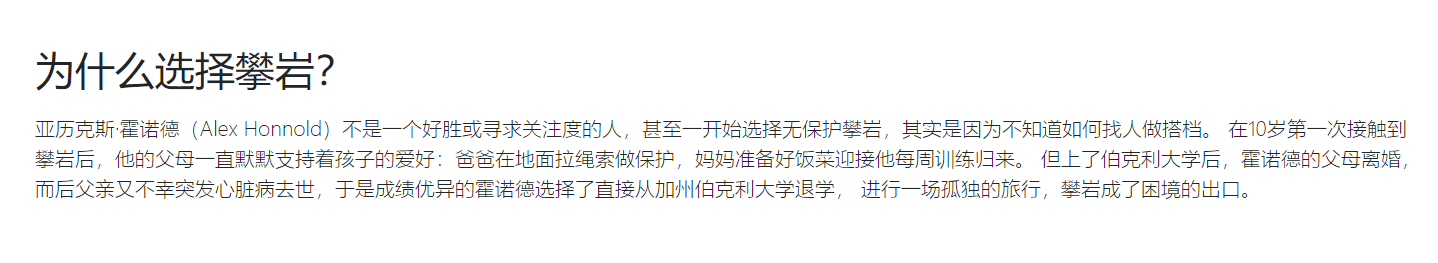 为什么选择攀岩？
亚历克斯·霍诺德（Alex Honnold）不是一个好胜或寻求关注度的人，甚至一开始选择无保护攀岩，其实是因为不知道如何找人做搭档。 在10岁第一次接触到
攀岩后，他的父母一直默默支持着孩子的爱好：爸爸在地面拉绳索做保护，妈妈准备好饭菜迎接他每周训练归来。 但上了伯克利大学后，霍诺德的父母离婚，
而后父亲又不幸突发心脏病去世，于是成绩优异的霍诺德选择了直接从加州伯克利大学退学， 进行一场孤独的旅行，攀岩成了困境的出口。